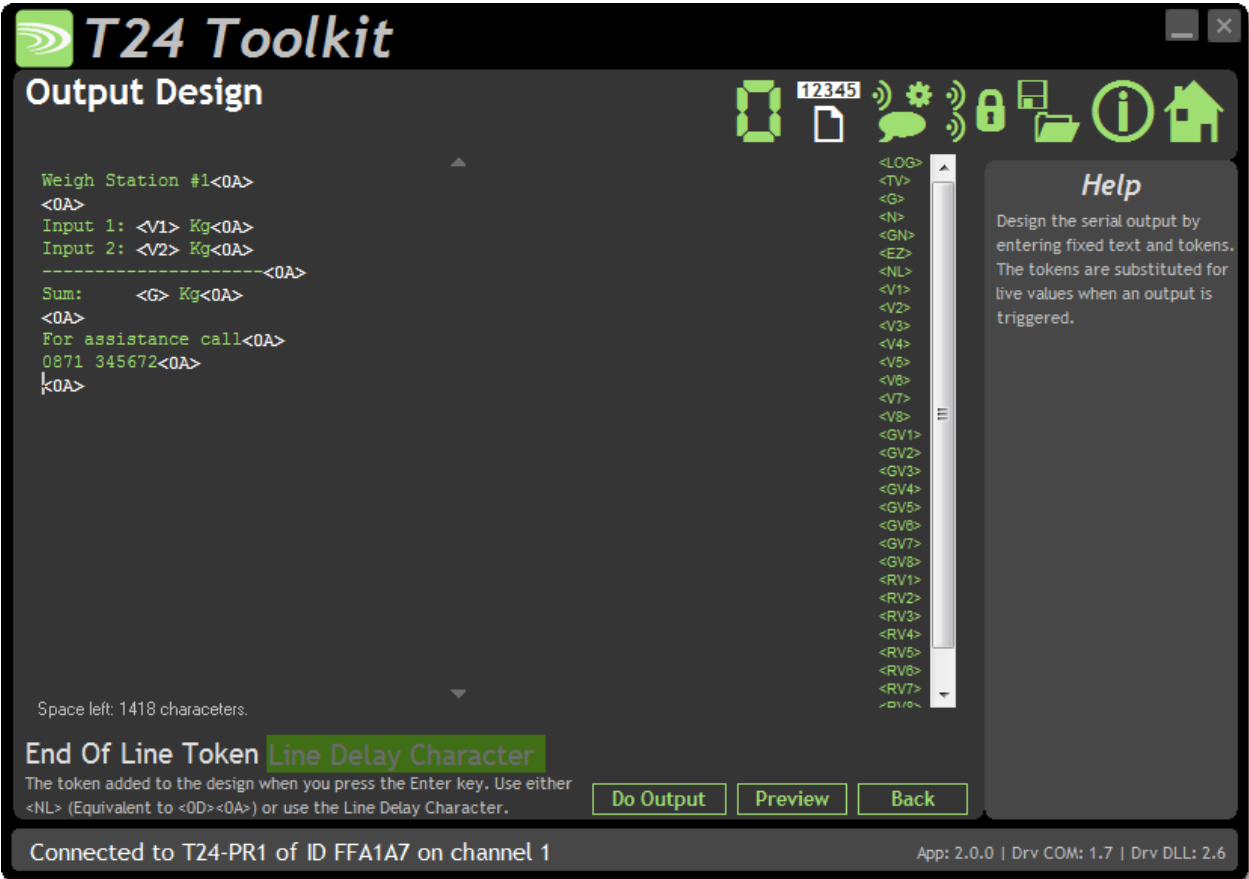 T24 Toolkit
Output Design
12345
Weigh Station #1<0A>
<0A>
Input 1: <V1> Kg<0A>
Input 2: <V2> Kg<0A>
---------------------<0A>
Sum:     <G> Kg<0A>
<0A>
For assistance call<0A>
0871 345672<0A>
<0A>
Space left: 1418 characeters.
<LOG>
<TV>
<G>
<N>
<GN>
<EZ>
<NL>
<V1>
<V2>
<V3>
<V4>
<V5>
<V6>
<V7>
<V8>
<GV1>
<GV2>
<GV3>
<GV4>
<GV5>
<GV6>
<GV7>
<GV8>
<RV1>
<RV2>
<RV3>
<RV4>
<RV5>
<RV6>
<RV7>
Help
Design the serial output by
entering fixed text and tokens.
The tokens are substituted for
live values when an output is
triggered.
End Of Line Token Line Delay Character
The token added to the design when you press the Enter key. Use either
<NL> (Equivalent to <0D><0A>) or use the Line Delay Character.
Do Output Preview Back
Connected to T24-PR1 of ID FFA1A7 on channel 1
App: 2.0.0 | Drv COM: 1.7 | Drv DLL: 2.6